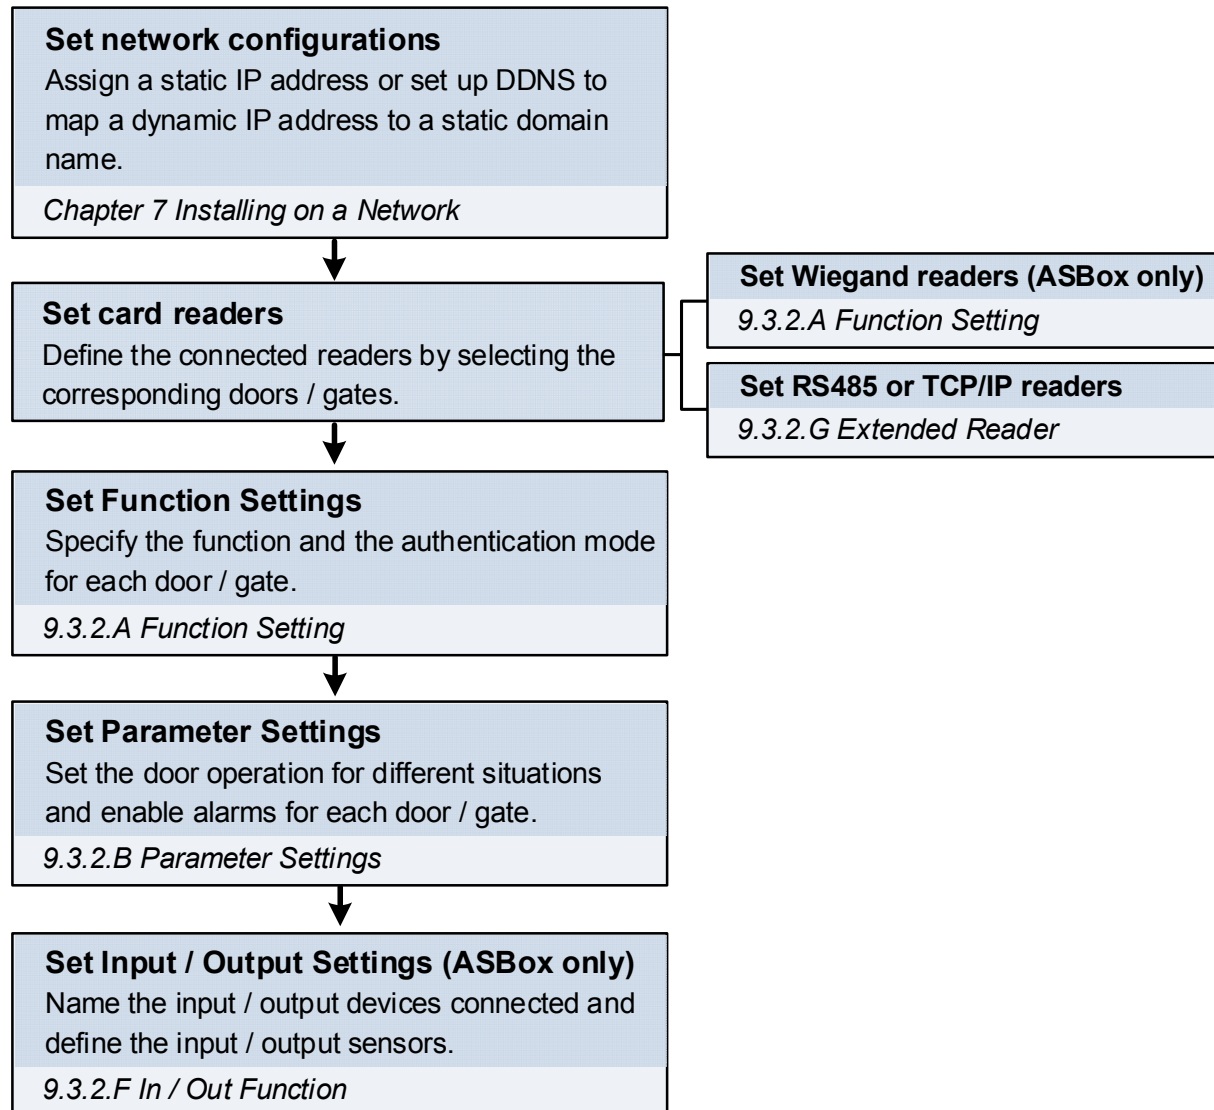 Set network configurations
Assign a static IP address or set up DDNS to
map a dynamic IP address to a static domain
name.
Chapter 7 Installing on a Network
Set card readers
Define the connected readers by selecting the
corresponding doors / gates.
Set Wiegand readers (ASBox only)
9.3.2.A Function Setting
Set RS485 or TCP/IP readers
9.3.2.G Extended Reader
Set Function Settings
Specify the function and the authentication mode
for each door / gate.
9.3.2.A Function Setting
Set Parameter Settings
Set the door operation for different situations
and enable alarms for each door / gate.
9.3.2.B Parameter Settings
Set Input / Output Settings (ASBox only)
Name the input / output devices connected and
define the input / output sensors.
9.3.2.F In / Out Function